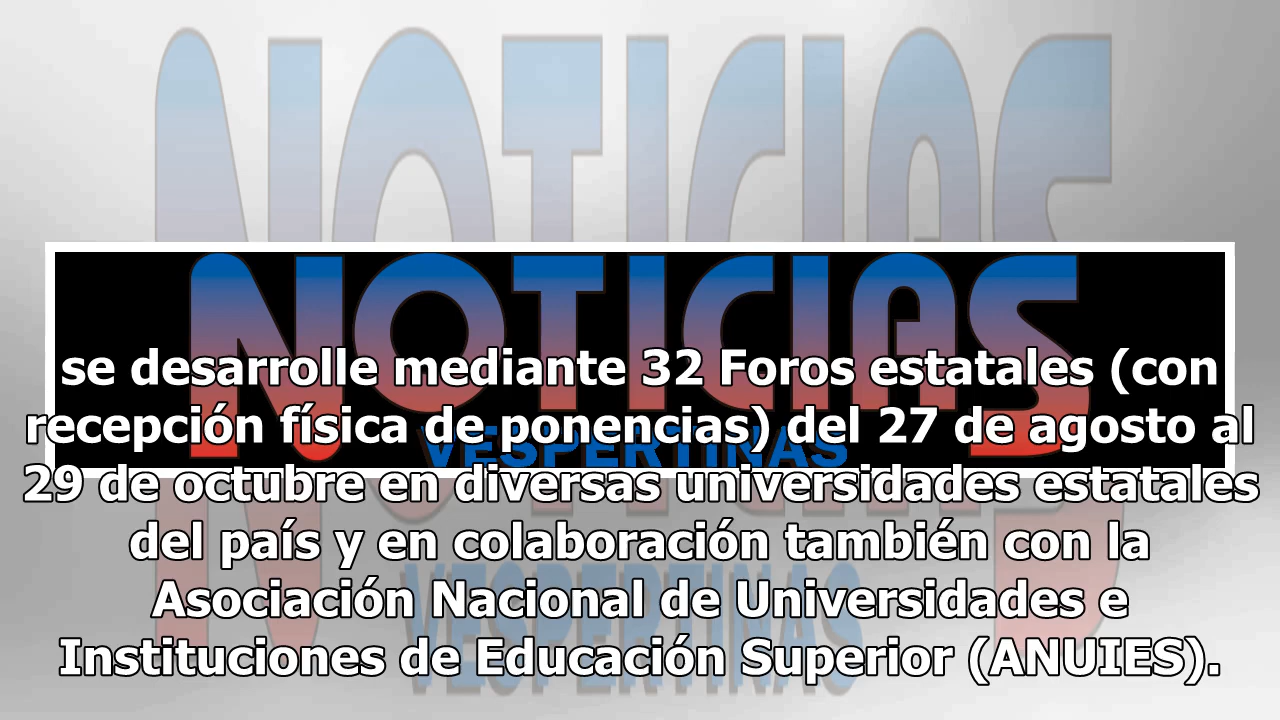 NOTICIAS
VESPERTINAS
se desarrolle mediante 32 Foros estatales (con
recepción física de ponencias) del 27 de agosto al
29 de octubre en diversas universidades estatales
del país y en colaboración también con la
Asociación Nacional de Universidades e
Instituciones de Educación Superior (ANUIES).
NOTICIAS
VESPERTINAS